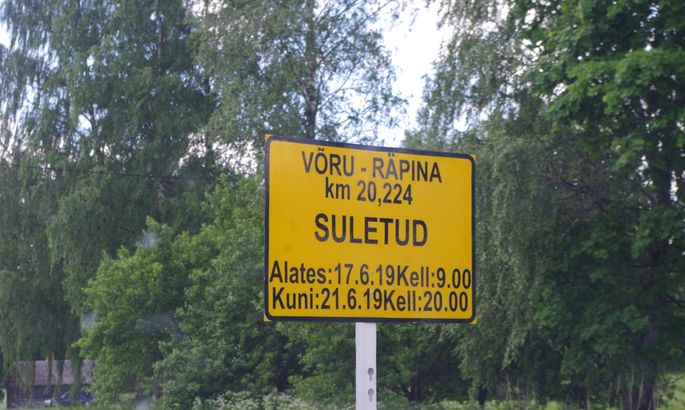 VÕRU - RÄPINA
km 20,224
SULETUD
Alates:17.6.19Kell:9.00
Kuni:21.6.19Kell:20.00